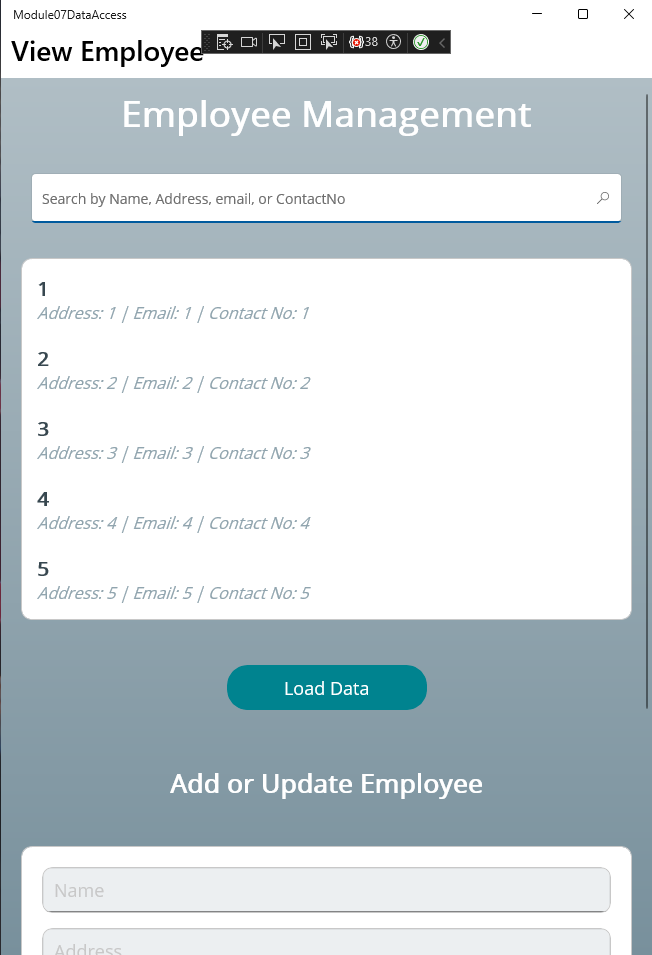 Module07DataAccess
View Employee
38
Employee Management
Search by Name, Address, email, or ContactNo
1
Address: 1 | Email: 1 | Contact No: 1
2
Address: 2 | Email: 2 | Contact No: 2
3
Address: 3 | Email: 3 | Contact No: 3
4
Address: 4 | Email: 4 | Contact No: 4
5
Address: 5 | Email: 5 | Contact No: 5
Load Data
Add or Update Employee
Name
Address